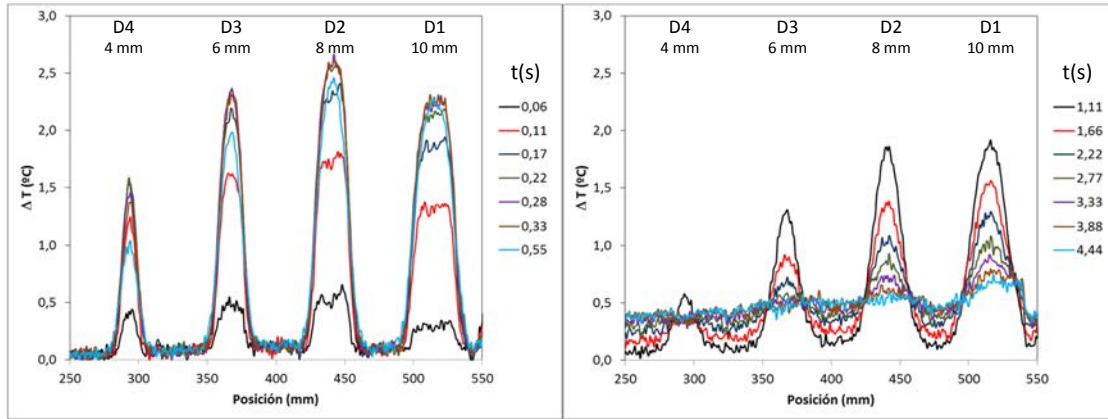 D4 D3 D2 D1
4 mm 6 mm 8 mm 10 mm
t(s)
0,06
0,11
0,17
0,22
0,28
0,33
0,55
3,0
2,5
2,0
1,5
1,0
0,5
0,0
Δ T (ºC)
250 300 350 400 450 500 550
Posición (mm)
D4 D3 D2 D1
4 mm 6 mm 8 mm 10 mm
t(s)
1,11
1,66
2,22
2,77
3,33
3,88
4,44
3,0
2,5
2,0
1,5
1,0
0,5
0,0
Δ T (ºC)
250 300 350 400 450 500 550
Posición (mm)